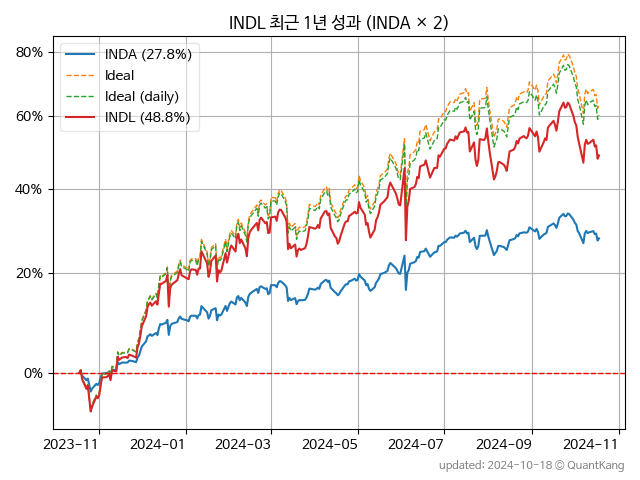 INDL 최근 1년 성과 (INDA × 2)
80%
60%
40%
20%
0%
INDA (27.8%)
Ideal
Ideal (daily)
INDL (48.8%)
2023-11
2024-01
2024-03
2024-05
2024-07
2024-09
2024-11
updated: 2024-10-18 © QuantKang